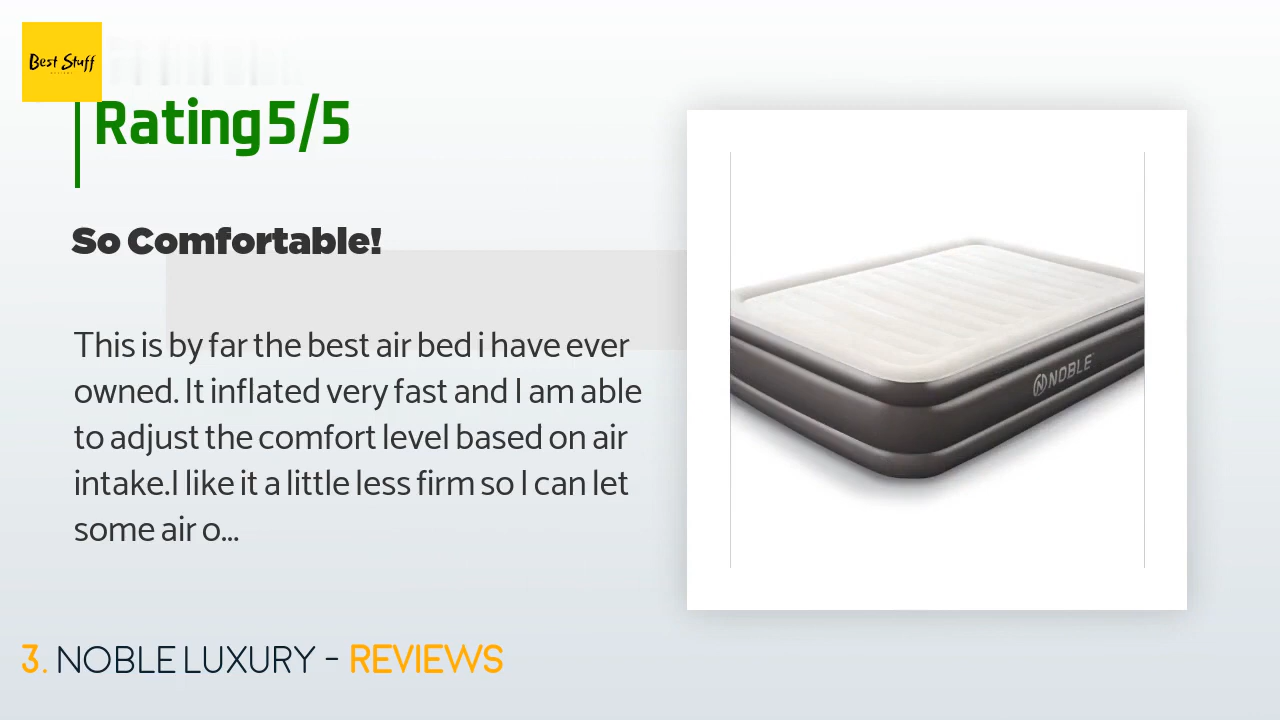 Best Stuff
Rating 5/5
So Comfortable!
This is by far the best air bed i have ever
owned. It inflated very fast and I am able
to adjust the comfort level based on air
intake.I like it a little less firm so I can let
some air o...
NOBLE
3. NOBLE LUXURY - REVIEWS